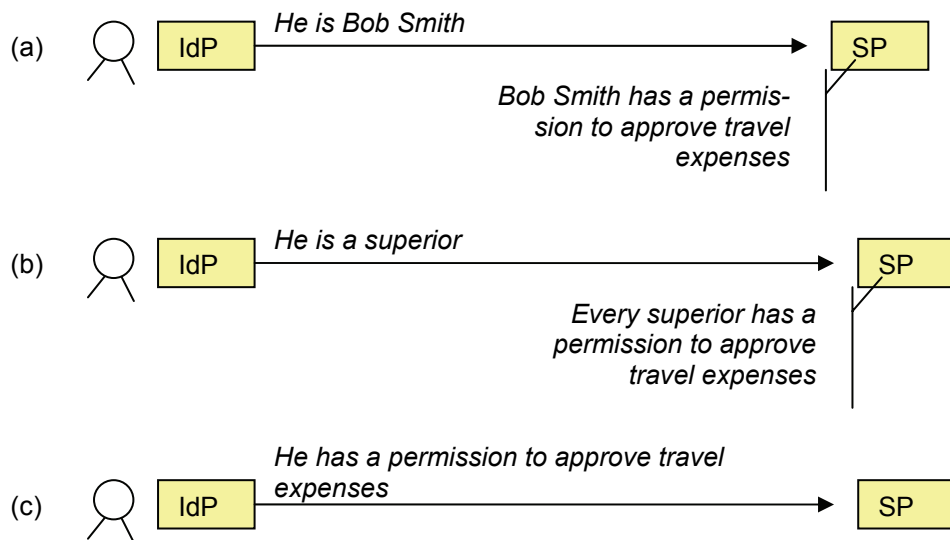 (a)
IdP
He is Bob Smith
SP
Bob Smith has a permis-
sion to approve travel
expenses
(b)
IdP
He is a superior
SP
Every superior has a
permission to approve
travel expenses
(c)
IdP
He has a permission to approve travel
expenses
SP